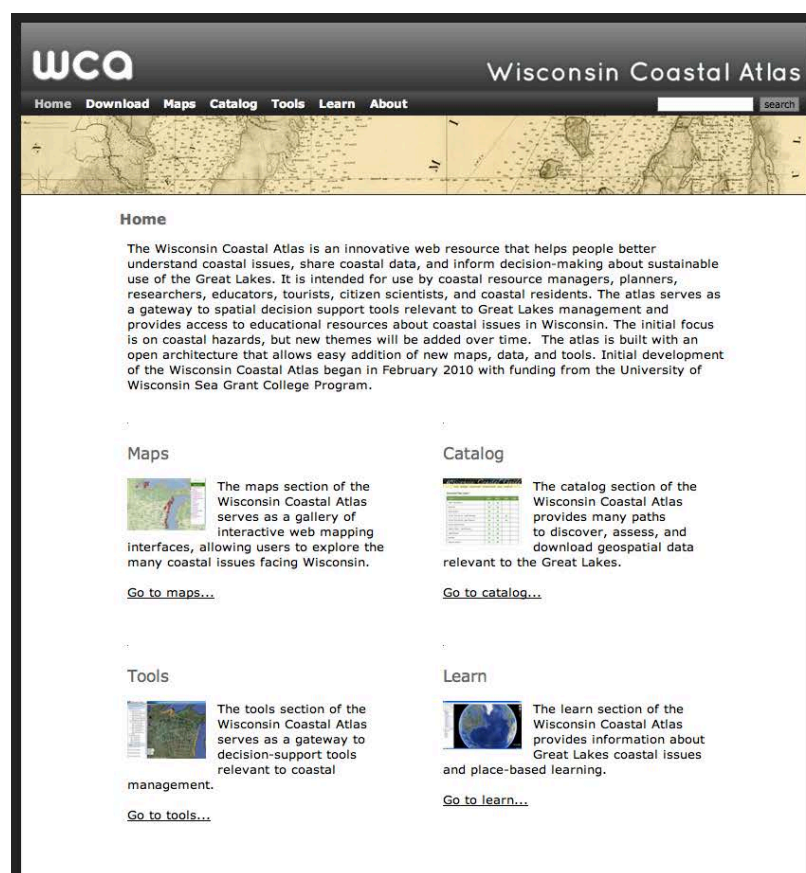 wca
Wisconsin Coastal Atlas
Home Download Maps Catalog Tools Learn About
search
Home
The Wisconsin Coastal Atlas is an innovative web resource that helps people better
understand coastal issues, share coastal data, and inform decision-making about sustainable
use of the Great Lakes. It is intended for use by coastal resource managers, planners,
researchers, educators, tourists, citizen scientists, and coastal residents. The atlas serves as
a gateway to spatial decision support tools relevant to Great Lakes management and
provides access to educational resources about coastal issues in Wisconsin. The initial focus
is on coastal hazards, but new themes will be added over time. The atlas is built with an
open architecture that allows easy addition of new maps, data, and tools. Initial development
of the Wisconsin Coastal Atlas began in February 2010 with funding from the University of
Wisconsin Sea Grant College Program.
Maps
The maps section of the
Wisconsin Coastal Atlas
serves as a gallery of
interactive web mapping
interfaces, allowing users to explore the
many coastal issues facing Wisconsin.
Go to maps...
Catalog
The catalog section of the
Wisconsin Coastal Atlas
provides many paths
to discover, assess, and
download geospatial data
relevant to the Great Lakes.
Go to catalog...
Tools
The tools section of the
Wisconsin Coastal Atlas
serves as a gateway to
decision-support tools
relevant to coastal
management.
Go to tools...
Learn
The learn section of the
Wisconsin Coastal Atlas
provides information about
Great Lakes coastal issues
and place-based learning.
Go to learn...